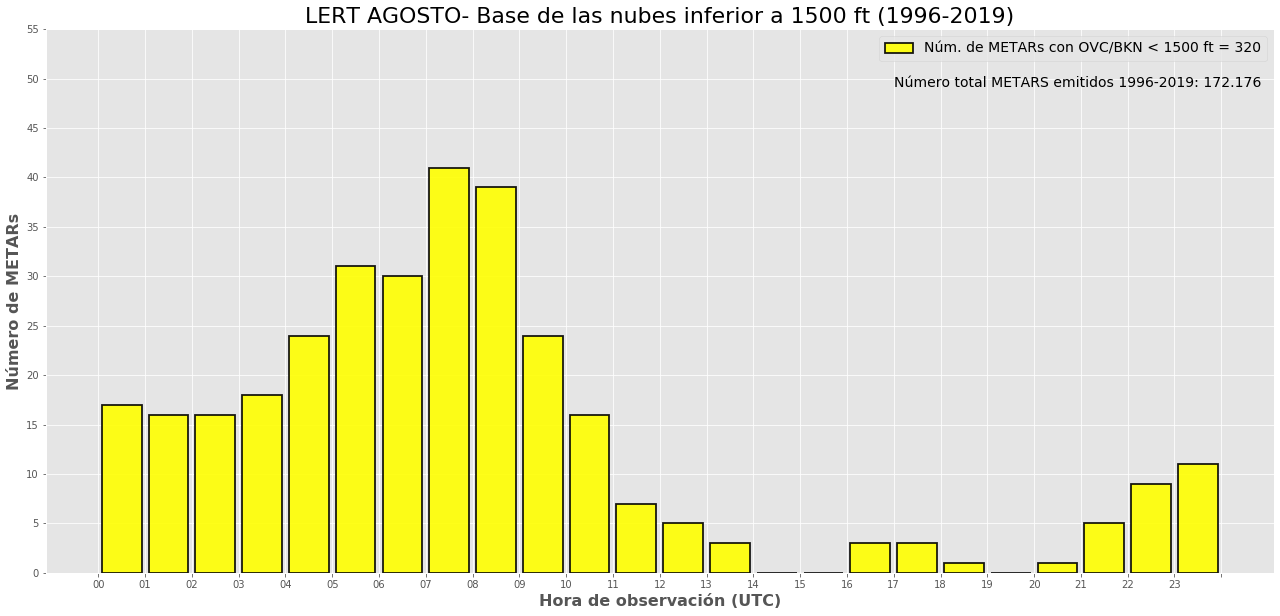 LERT AGOSTO- Base de las nubes inferior a 1500 ft (1996-2019)
Núm. de METARs con OVC/BKN < 1500 ft = 320
Número total METARS emitidos 1996-2019: 172.176
Número de METARs
55
50
45
40
35
30
25
20
15
10
5
0
00 01 02 03 04 05 06 07 08 09 10 11 12 13 14 15 16 17 18 19 20 21 22 23
Hora de observación (UTC)